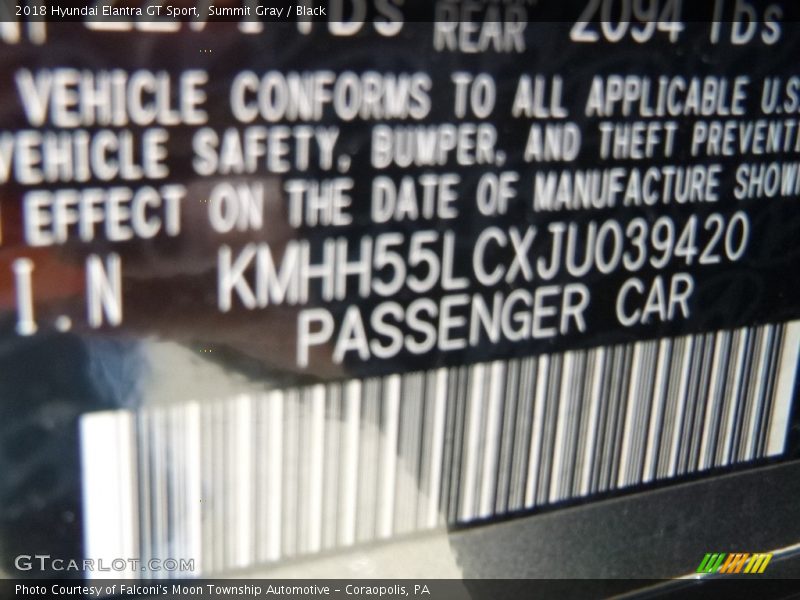 2018 Hyundai Elantra GT Sport, Summit Gray / Black
REAR 2094 lbs
VEHICLE CONFORMS TO ALL APPLICABLE U.S
VEHICLE SAFETY, BUMPER, AND THEFT PREVENTI
EFFECT ON THE DATE OF MANUFACTURE SHOW
I.N KMHH55LCXJU039420
PASSENGER CAR
GTCARLOT.COM
Photo Courtesy of Falconi's Moon Township Automotive - Coraopolis, PA